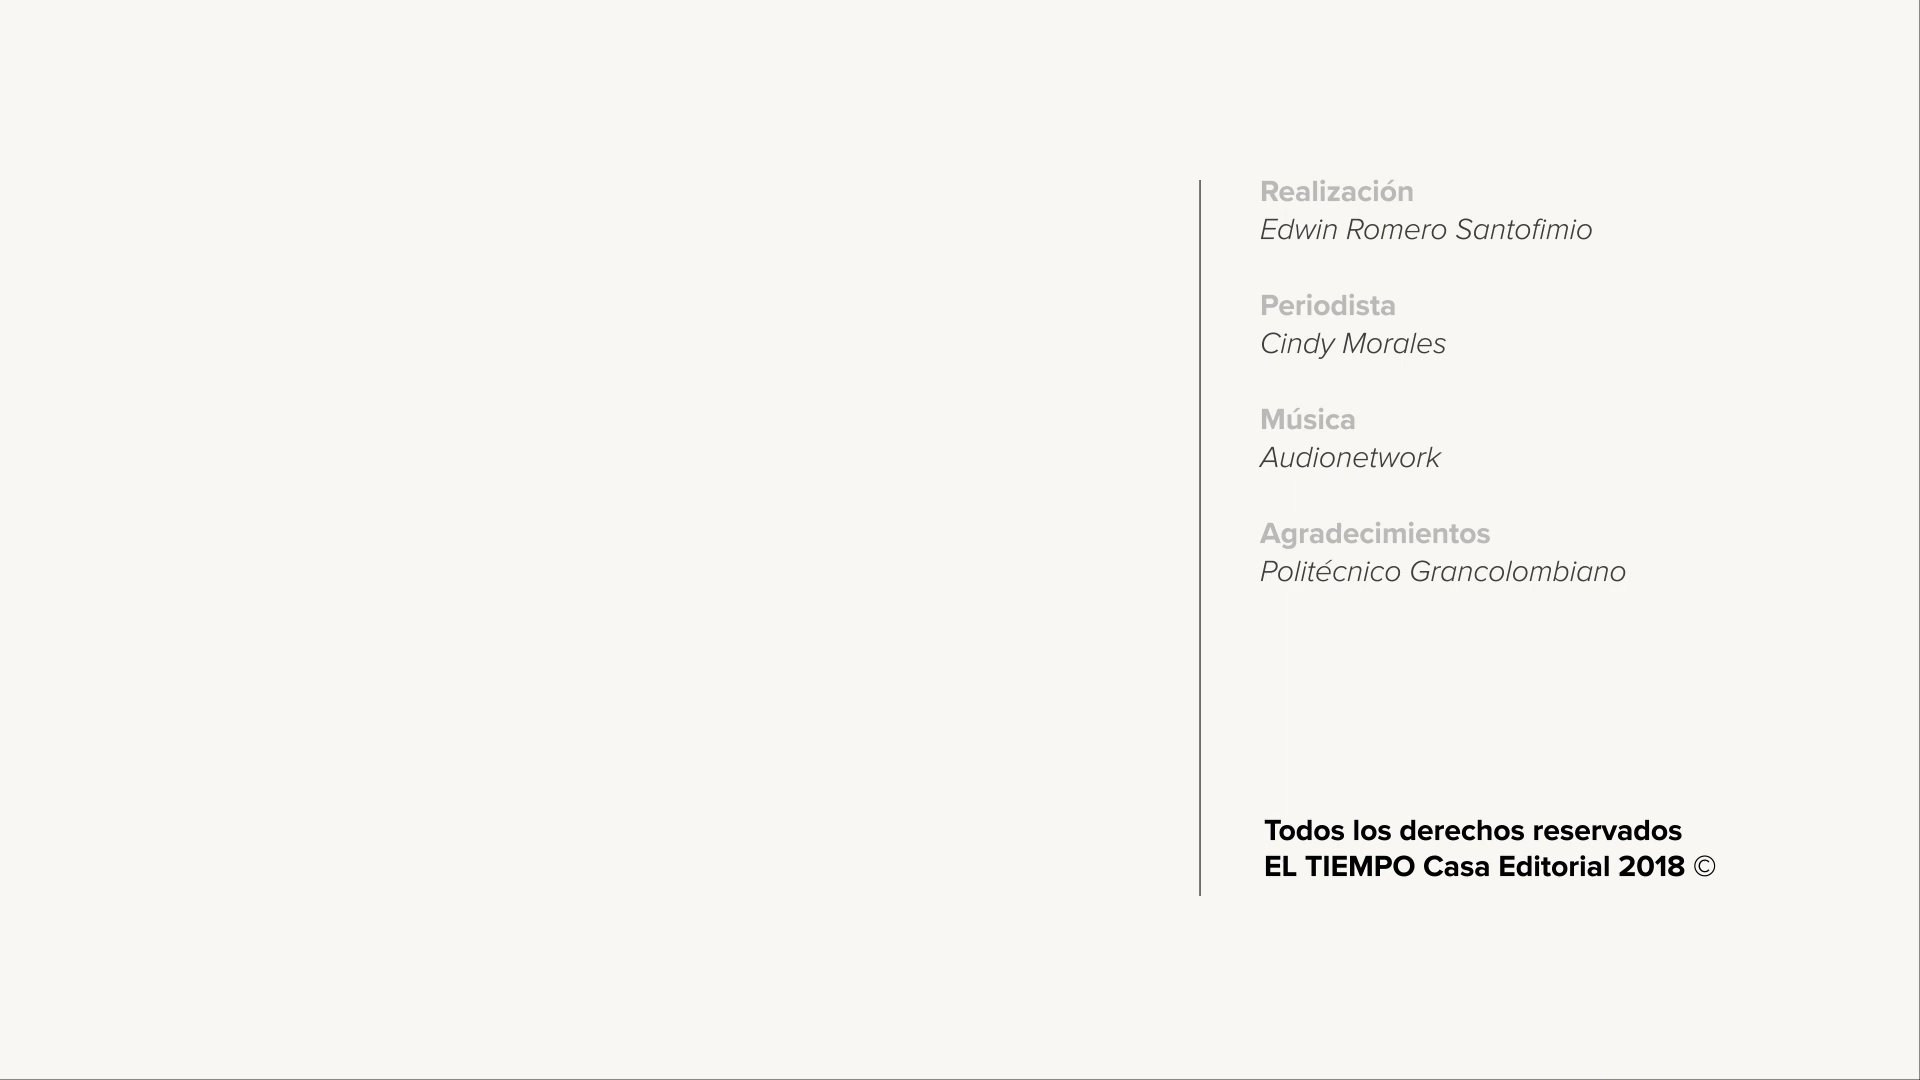 Realización
Edwin Romero Santofimio
Periodista
Cindy Morales
Música
Audionetwork
Agradecimientos
Politécnico Grancolombiano
Todos los derechos reservados
EL TIEMPO Casa Editorial 2018 ©